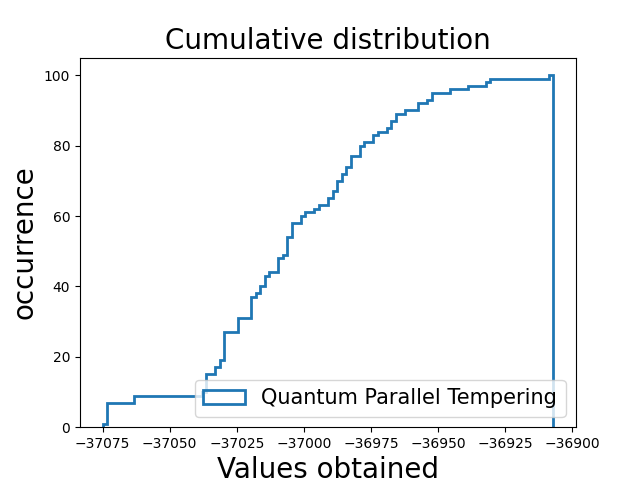 Cumulative distribution
occurrence
100
80
60
40
20
0
Quantum Parallel Tempering
−37075 −37050 −37025 −37000 −36975 −36950 −36925 −36900
Values obtained